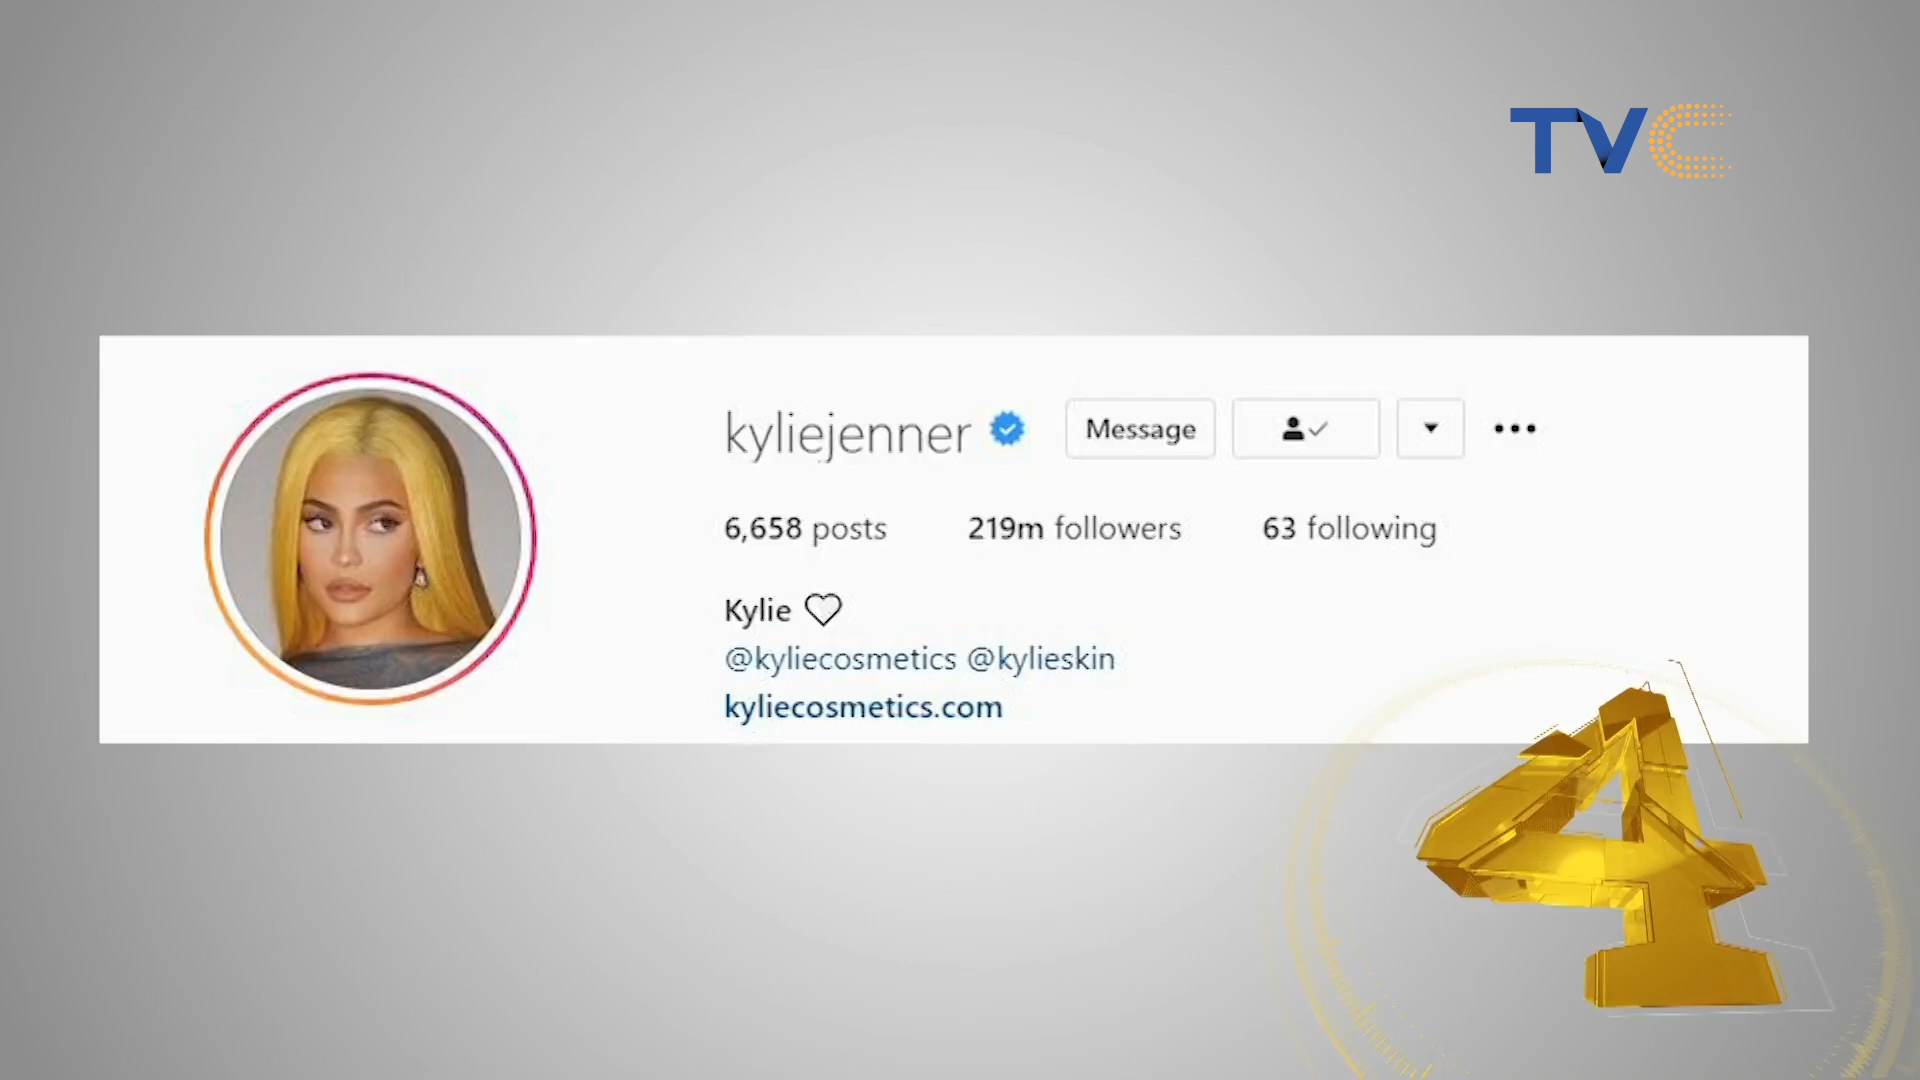 TVC
kyliejenner Message
6,658 posts 219m followers 63 following
Kylie
@kyliecosmetics @kylieskin
kyliecosmetics.com
4